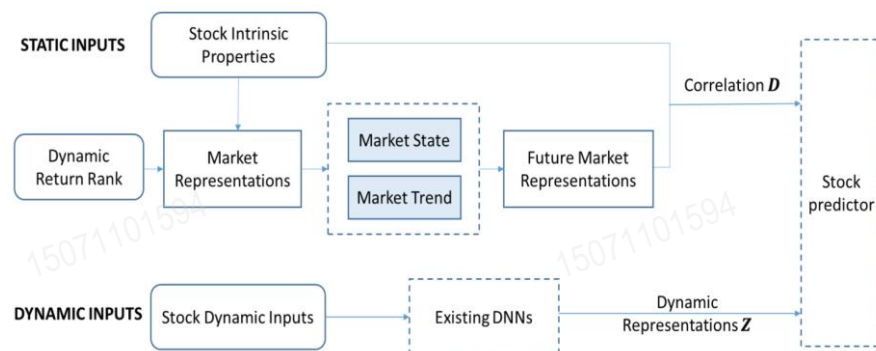 STATIC INPUTS
Stock Intrinsic
Properties
Correlation D
Dynamic
Return Rank
Market
Representations
Market State
Market Trend
Future Market
Representations
Stock
predictor
15071101594
15071101594
DYNAMIC INPUTS
Stock Dynamic Inputs
Existing DNNs
Dynamic
Representations Z